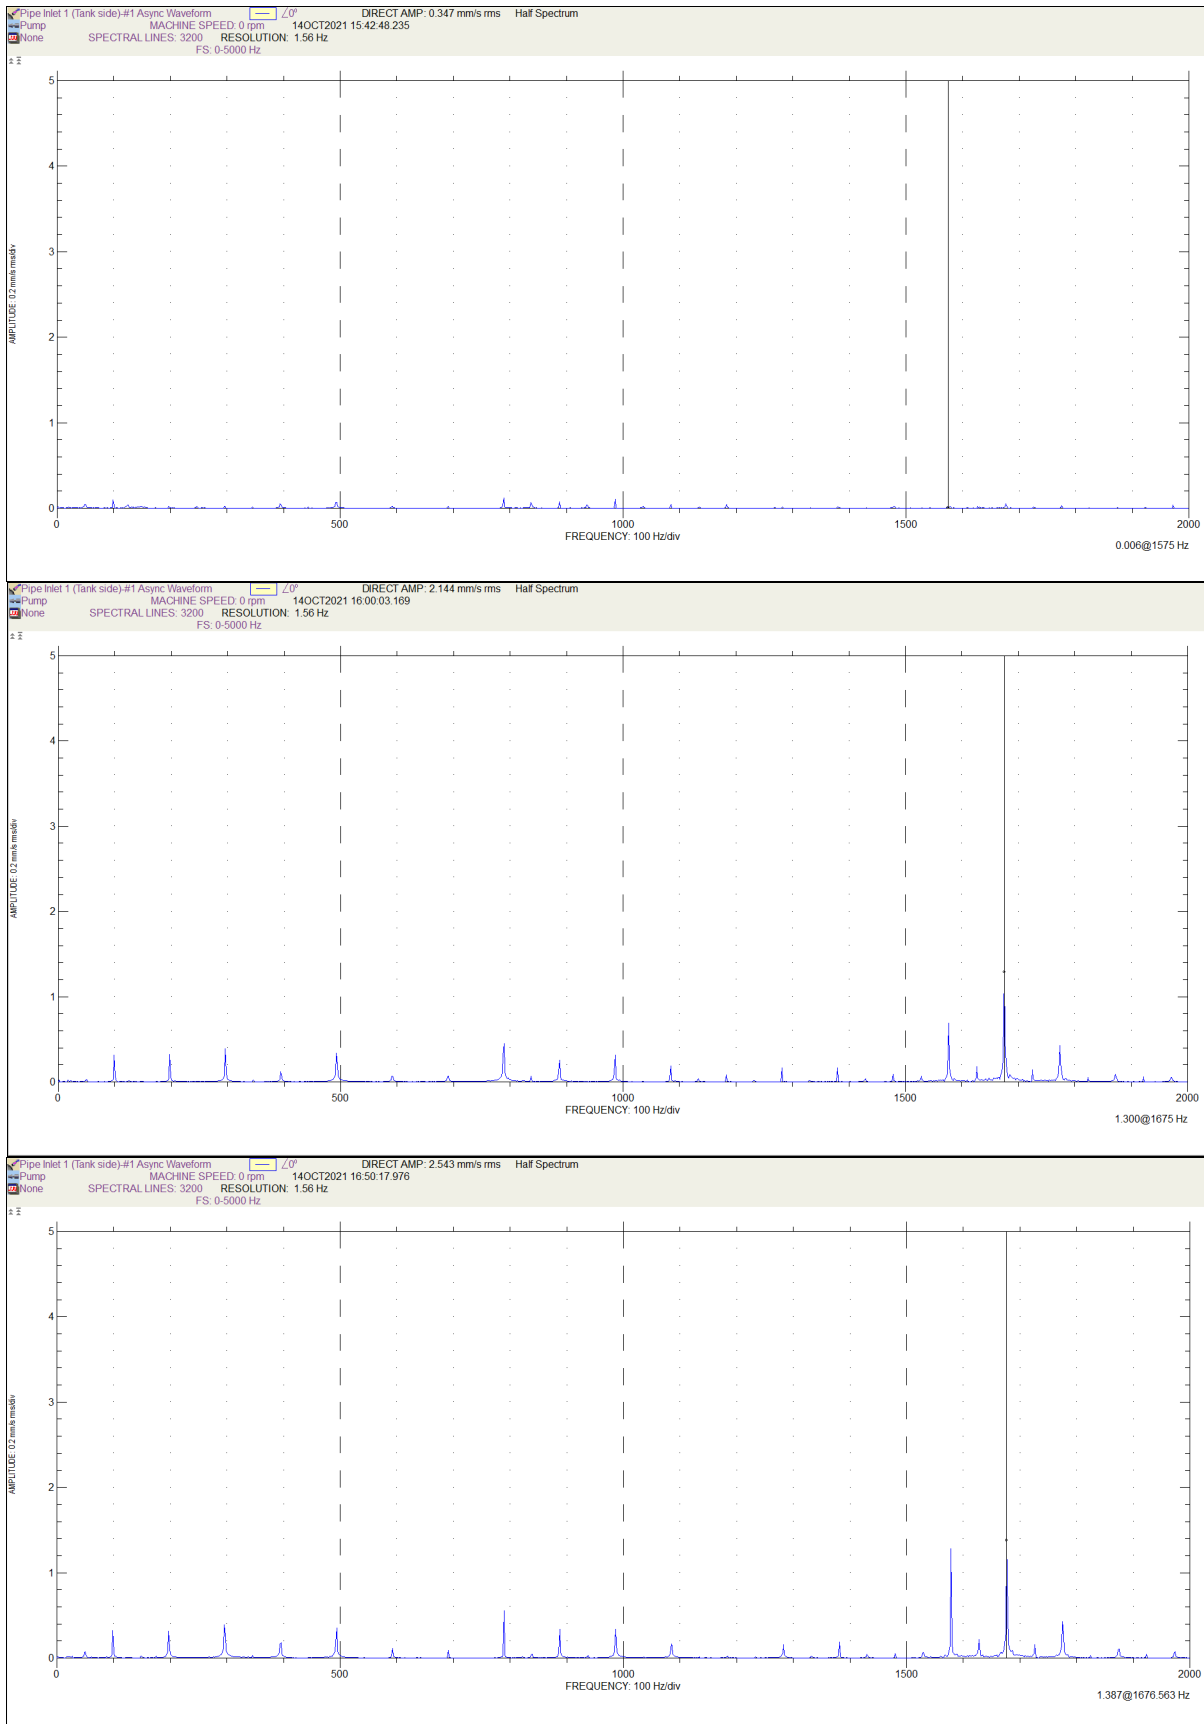 Pipe Inlet 1 (Tank side)-#1 Async Waveform ∠0° DIRECT AMP: 0.347 mm/s rms Half Spectrum
Pump MACHINE SPEED: 0 rpm 14OCT2021 15:42:48.235
None SPECTRAL LINES: 3200 RESOLUTION: 1.56 Hz
FS: 0-5000 Hz
5
4
3
2
1
0
AMPLITUDE: 0.2 mm/s rms/div
0 500 1000 1500 2000
FREQUENCY: 100 Hz/div
0.006@1575 Hz
Pipe Inlet 1 (Tank side)-#1 Async Waveform ∠0° DIRECT AMP: 2.144 mm/s rms Half Spectrum
Pump MACHINE SPEED: 0 rpm 14OCT2021 16:00:03.169
None SPECTRAL LINES: 3200 RESOLUTION: 1.56 Hz
FS: 0-5000 Hz
5
4
3
2
1
0
AMPLITUDE: 0.2 mm/s rms/div
0 500 1000 1500 2000
FREQUENCY: 100 Hz/div
1.300@1675 Hz
Pipe Inlet 1 (Tank side)-#1 Async Waveform ∠0° DIRECT AMP: 2.543 mm/s rms Half Spectrum
Pump MACHINE SPEED: 0 rpm 14OCT2021 16:50:17.976
None SPECTRAL LINES: 3200 RESOLUTION: 1.56 Hz
FS: 0-5000 Hz
5
4
3
2
1
0
AMPLITUDE: 0.2 mm/s rms/div
0 500 1000 1500 2000
FREQUENCY: 100 Hz/div
1.387@1676.563 Hz